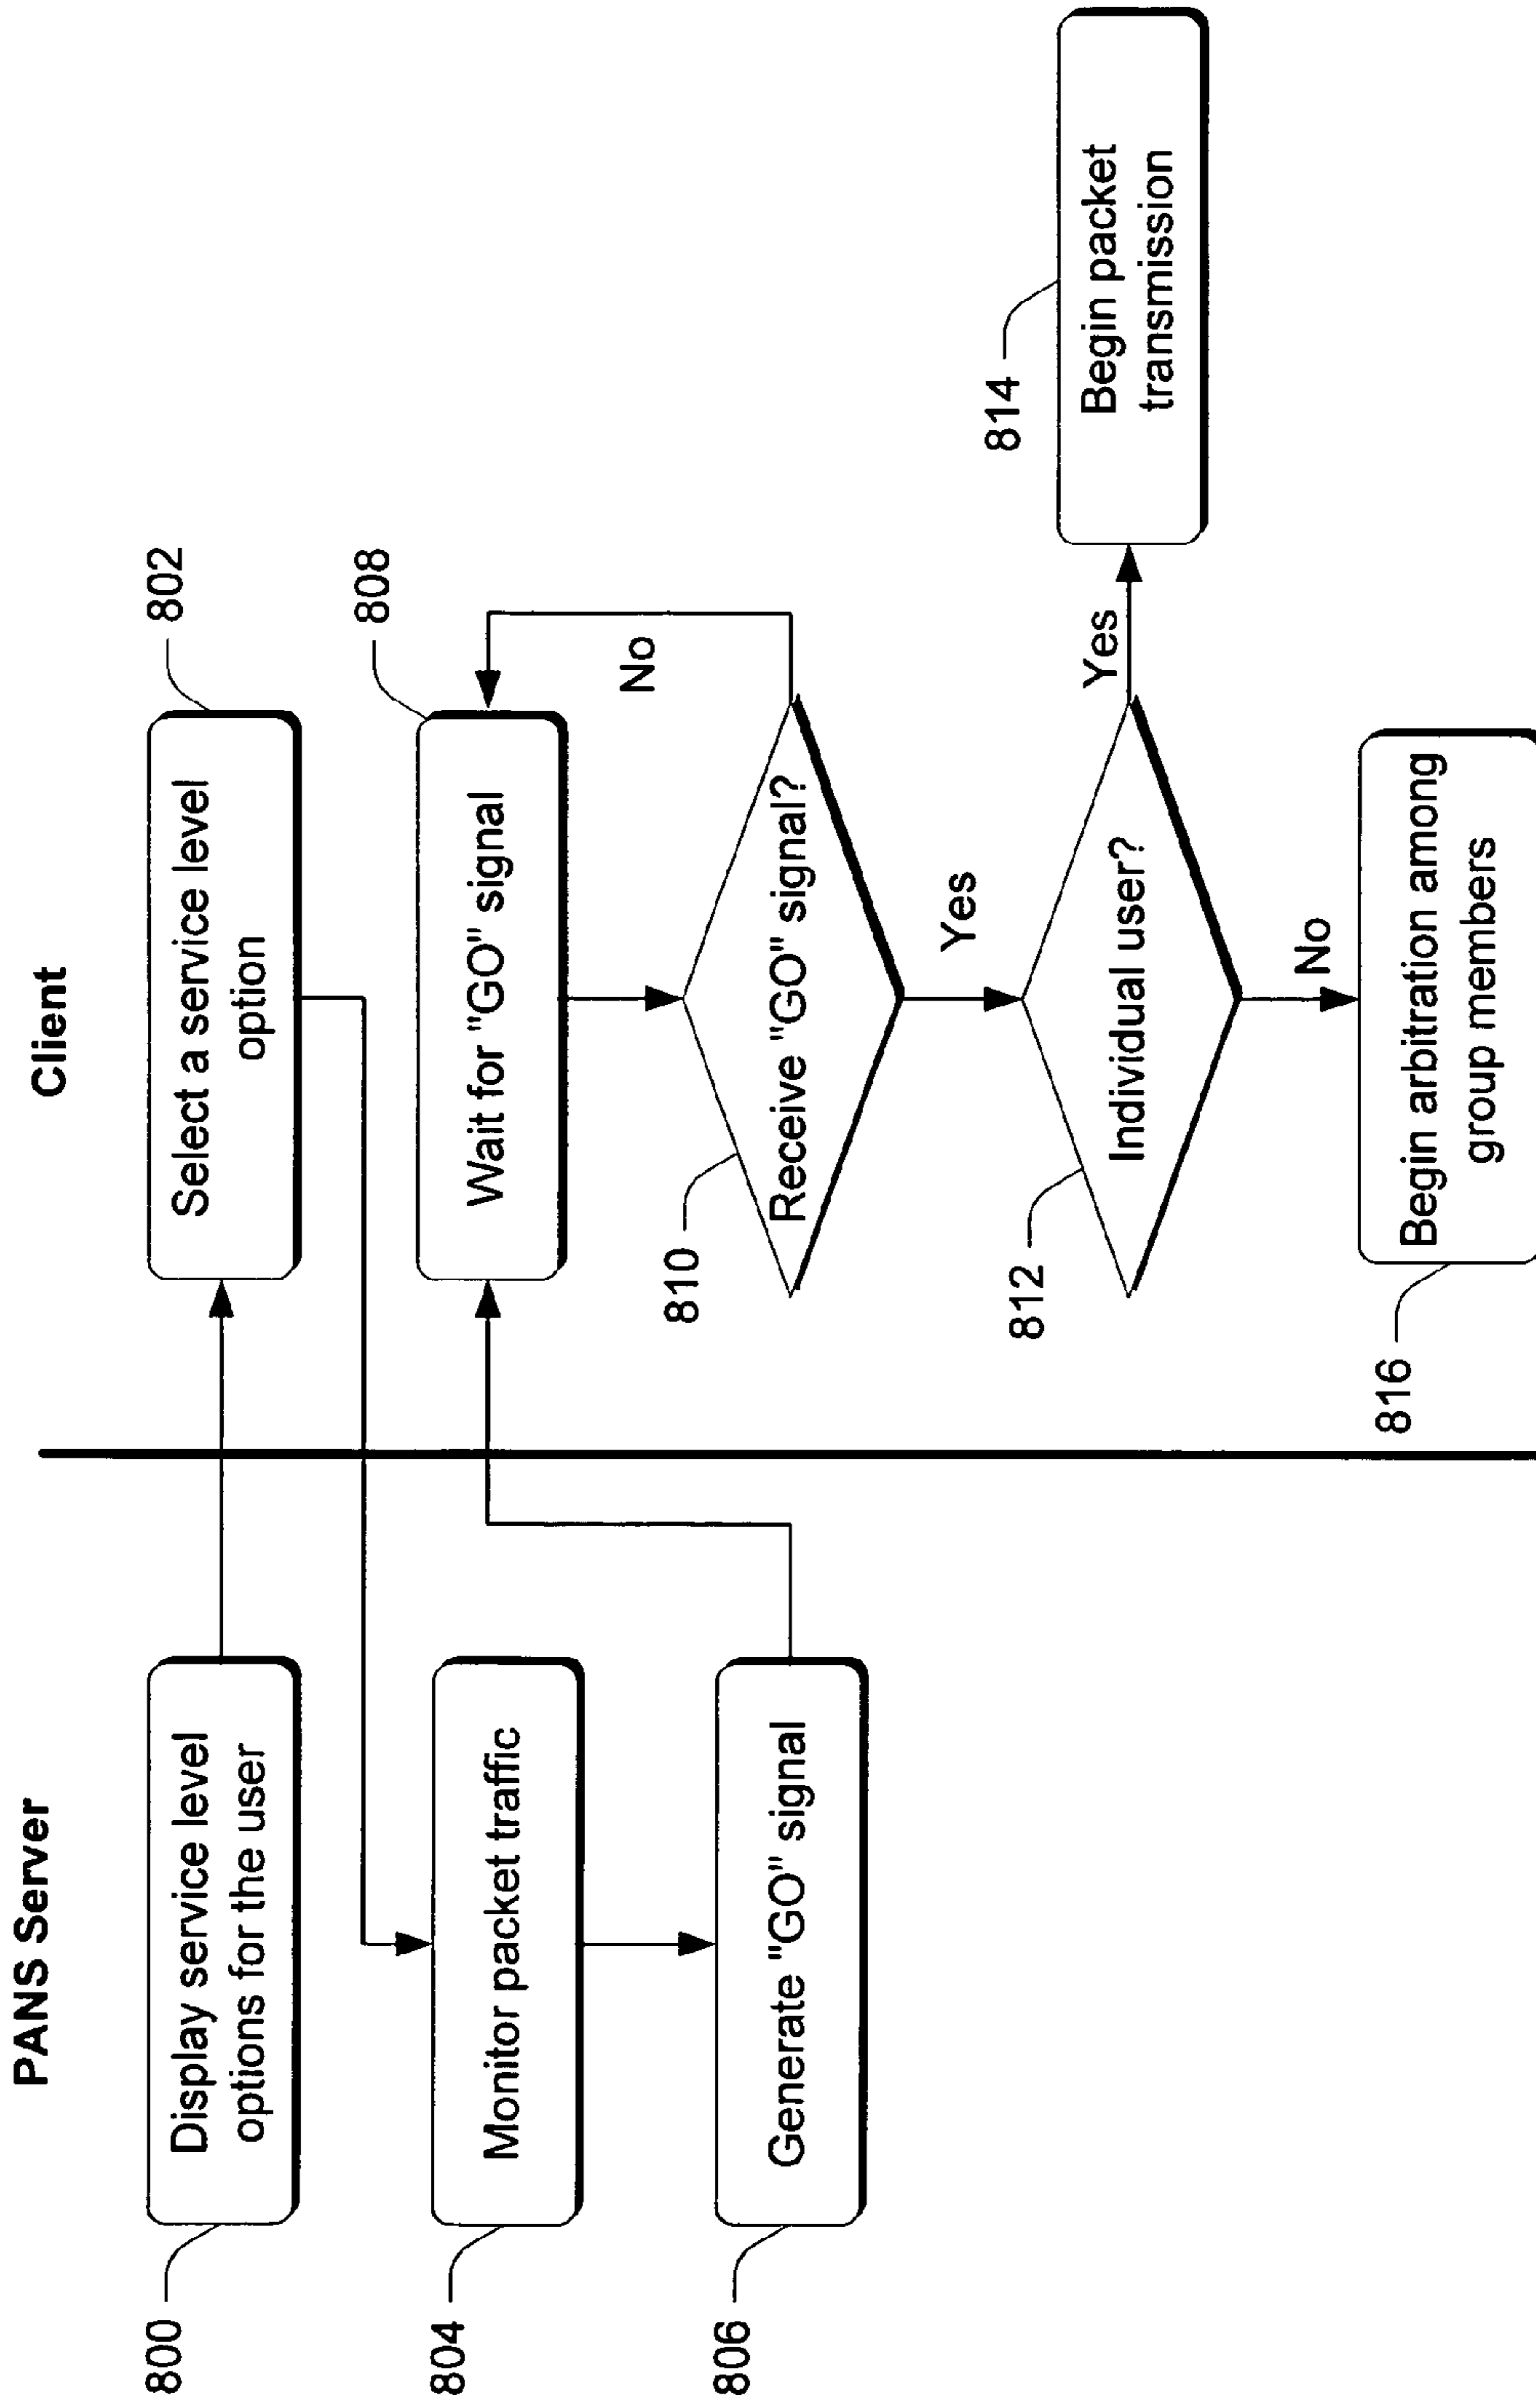 PANS Server
Client
800
Display service level
options for the user
802
Select a service level
option
804
Monitor packet traffic
806
Generate "GO" signal
808
Wait for "GO" signal
No
810
Receive "GO" signal?
Yes
812
Individual user?
Yes
814
Begin packet
transmission
No
816
Begin arbitration among
group members